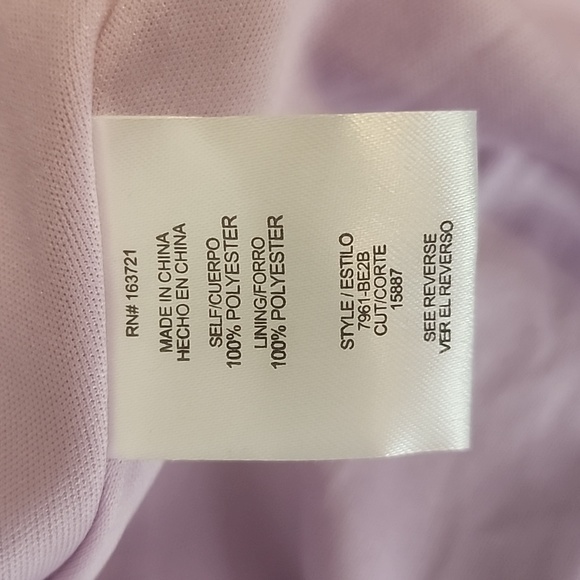 RN# 163721
MADE IN CHINA
HECHO EN CHINA
SELF/CUERPO
100% POLYESTER
LINING/FORRO
100% POLYESTER
STYLE / ESTILO
7961-BE2B
CUT/CORTE
15887
SEE REVERSE
VER EL REVERSO